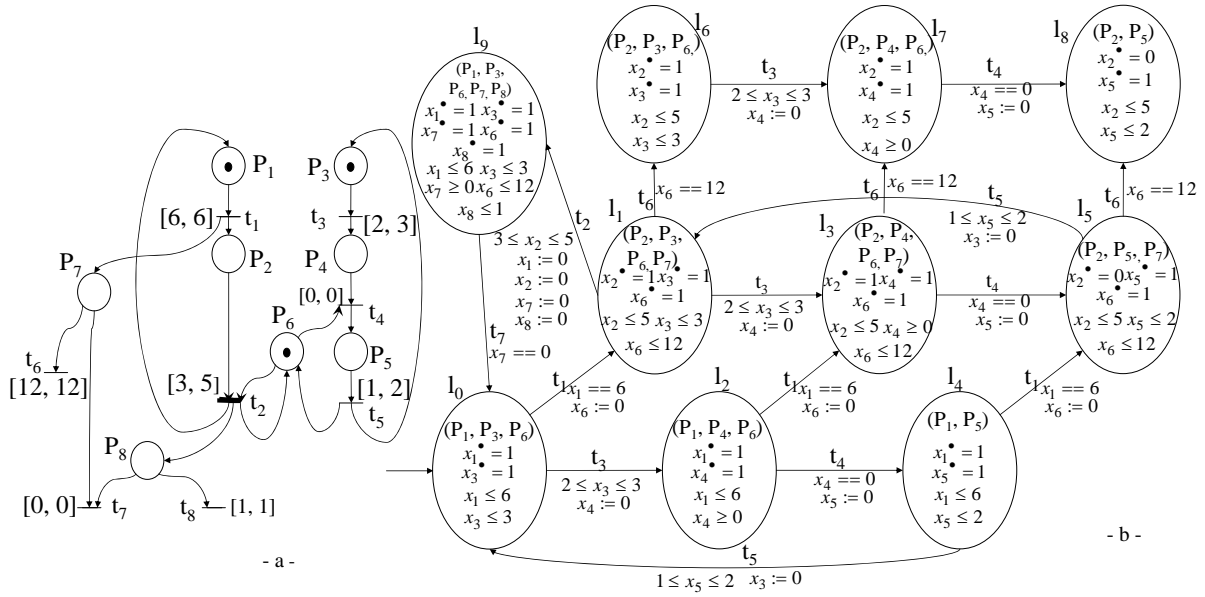 P₁
[6, 6]
t₁
P₂
P₇
t₆
[12, 12]
[3, 5]
t₂
P₈
[0, 0]
t₇
t₈
[1, 1]
P₃
t₃
[2, 3]
P₄
[0, 0]
t₄
P₆
P₅
[1, 2]
t₅
- a -
l₉
(P₁, P₃,
P₆, P₇, P₈)
x₁• = 1 x₃• = 1
x₇• = 1 x₆• = 1
x₈• = 1
x₁ ≤ 6 x₃ ≤ 3
x₇ ≥ 0 x₆ ≤ 12
x₈ ≤ 1
l₆
(P₂, P₃, P₆,)
x₂• = 1
x₃• = 1
x₂ ≤ 5
x₃ ≤ 3
t₃
2 ≤ x₃ ≤ 3
x₄ := 0
l₇
(P₂, P₄, P₆,)
x₂• = 1
x₄• = 1
x₂ ≤ 5
x₄ ≥ 0
t₄
x₄ == 0
x₅ := 0
l₈
(P₂, P₅)
x₂• = 0
x₅• = 1
x₂ ≤ 5
x₅ ≤ 2
t₆
x₆ == 12
t₆
x₆ == 12
t₆
x₆ == 12
t₅
1 ≤ x₅ ≤ 2
x₃ := 0
t₂
3 ≤ x₂ ≤ 5
x₁ := 0
x₂ := 0
x₇ := 0
x₈ := 0
l₁
(P₂, P₃,
P₆, P₇)
x₂• = 1 x₃• = 1
x₆• = 1
x₂ ≤ 5 x₃ ≤ 3
x₆ ≤ 12
t₃
2 ≤ x₃ ≤ 3
x₄ := 0
l₃
(P₂, P₄,
P₆, P₇)
x₂• = 1 x₄• = 1
x₆• = 1
x₂ ≤ 5 x₄ ≥ 0
x₆ ≤ 12
t₄
x₄ == 0
x₅ := 0
l₅
(P₂, P₅,, P₇)
x₂• = 0 x₅• = 1
x₆• = 1
x₂ ≤ 5 x₅ ≤ 2
x₆ ≤ 12
t₇
x₇ == 0
t₁
x₁ == 6
x₆ := 0
t₁
x₁ == 6
x₆ := 0
t₁
x₁ == 6
x₆ := 0
l₀
(P₁, P₃, P₆)
x₁• = 1
x₃• = 1
x₁ ≤ 6
x₃ ≤ 3
t₃
2 ≤ x₃ ≤ 3
x₄ := 0
l₂
(P₁, P₄, P₆)
x₁• = 1
x₄• = 1
x₁ ≤ 6
x₄ ≥ 0
t₄
x₄ == 0
x₅ := 0
l₄
(P₁, P₅)
x₁• = 1
x₅• = 1
x₁ ≤ 6
x₅ ≤ 2
t₅
1 ≤ x₅ ≤ 2 x₃ := 0
- b -